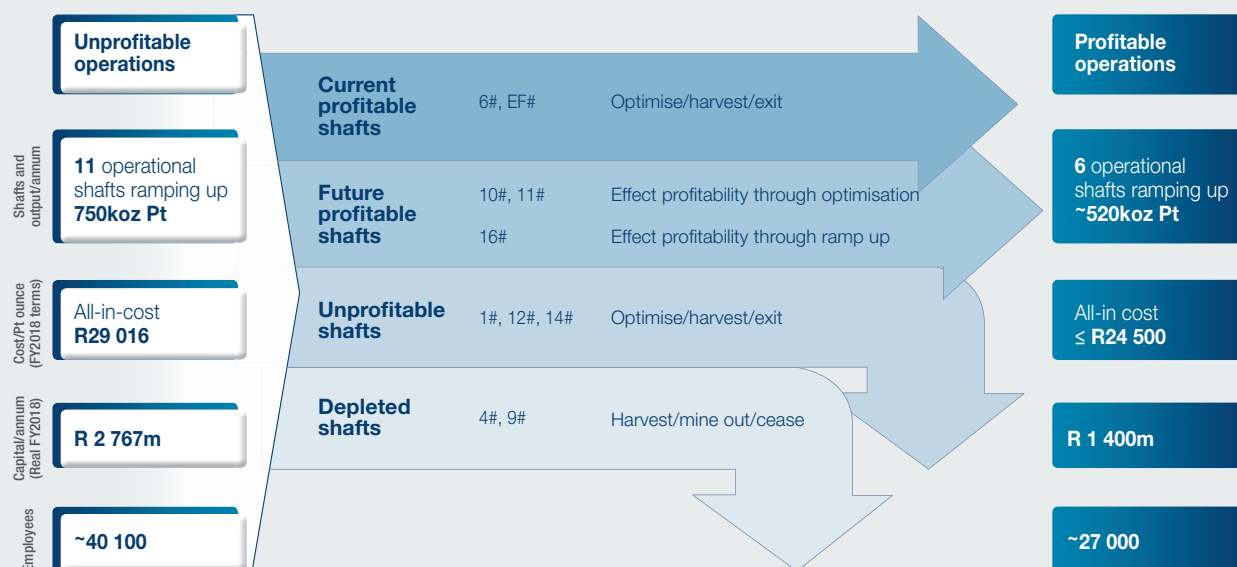 Unprofitable
operations
Shafts and
output/annum
11 operational
shafts ramping up
750koz Pt
Cost/Pt ounce
(FY2018 terms)
All-in-cost
R29 016
Capital/annum
(Real FY2018)
R 2 767m
Employees
~40 100
Current
profitable
shafts
6#, EF#
Optimise/harvest/exit
Future
profitable
shafts
10#, 11#
Effect profitability through optimisation
16#
Effect profitability through ramp up
Unprofitable
shafts
1#, 12#, 14#
Optimise/harvest/exit
Depleted
shafts
4#, 9#
Harvest/mine out/cease
Profitable
operations
6 operational
shafts ramping up
~520koz Pt
All-in cost
≤ R24 500
R 1 400m
~27 000